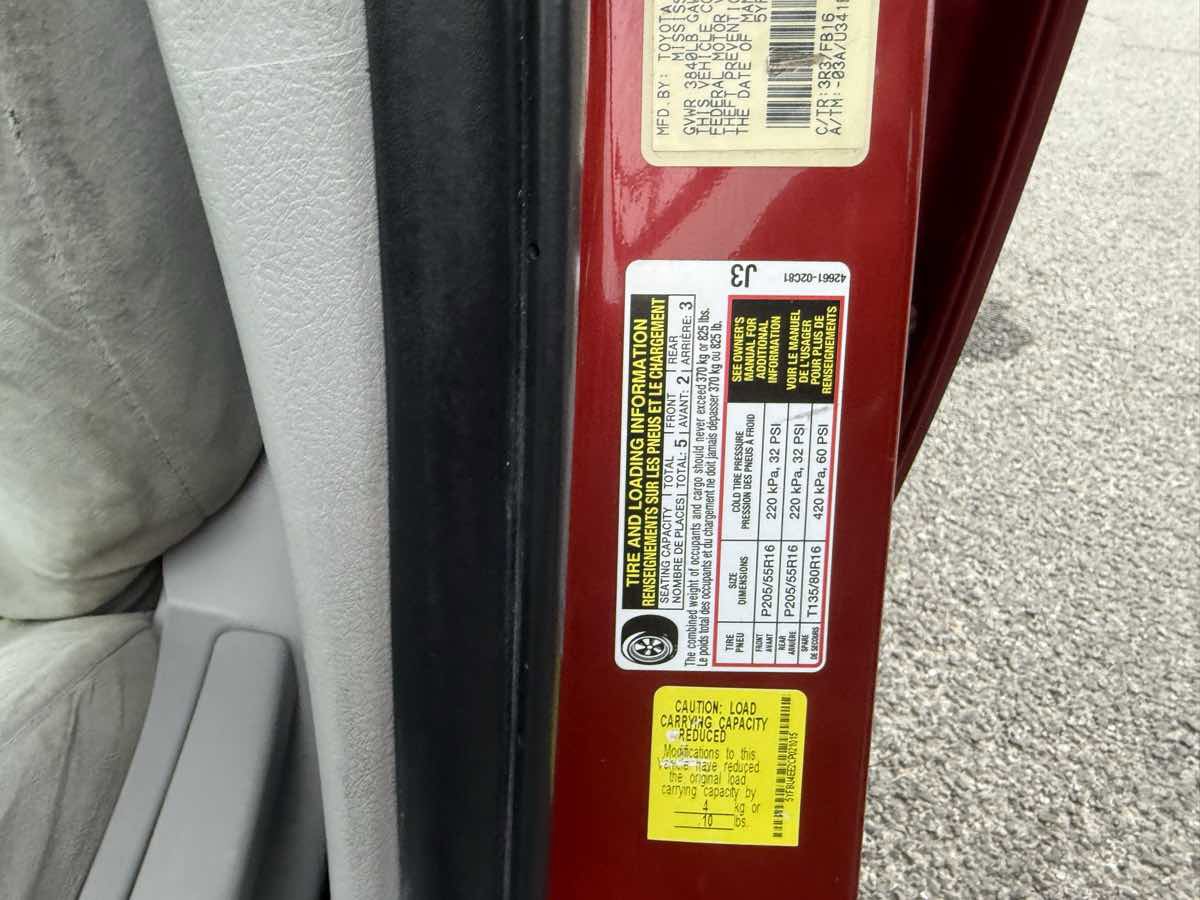 MFD.BY: TOYOTA
MISSISS
GVWR 3840LB GAW
THIS VEHICLE CO
FEDERAL MOTOR V
THEFT PREVENTIO
THE DATE OF MAN
5YF
C/TR: 3R3/FB16
A/TM: -03A/U341E
TIRE AND LOADING INFORMATION
RENSEIGNEMENTS SUR LES PNEUS ET LE CHARGEMENT
SEATING CAPACITY TOTAL FRONT REAR
NOMBRE DE PLACES TOTAL: 5 AVANT: 2 ARRIÈRE: 3
The combined weight of occupants and cargo should never exceed 370 kg or 825 lbs.
Le poids total des occupants et du chargement ne doit jamais dépasser 370 kg ou 825 lb.
TIRE
PNEU
SIZE
DIMENSIONS
COLD TIRE PRESSURE
PRESSION DES PNEUS À FROID
FRONT
AVANT
P205/55R16
220 kPa, 32 PSI
REAR
ARRIÈRE
P205/55R16
220 kPa, 32 PSI
SPARE
DE SECOURS
T135/80R16
420 kPa, 60 PSI
SEE OWNER'S
MANUAL FOR
ADDITIONAL
INFORMATION
VOIR LE MANUEL
DE L'USAGER
POUR PLUS DE
RENSEIGNEMENTS
J3
42661-02C81
CAUTION: LOAD
CARRYING CAPACITY
REDUCED
Modifications to this
vehicle have reduced
the original load
carrying capacity by
4 kg or
10 lbs.
5YFBU4EE2CP021015